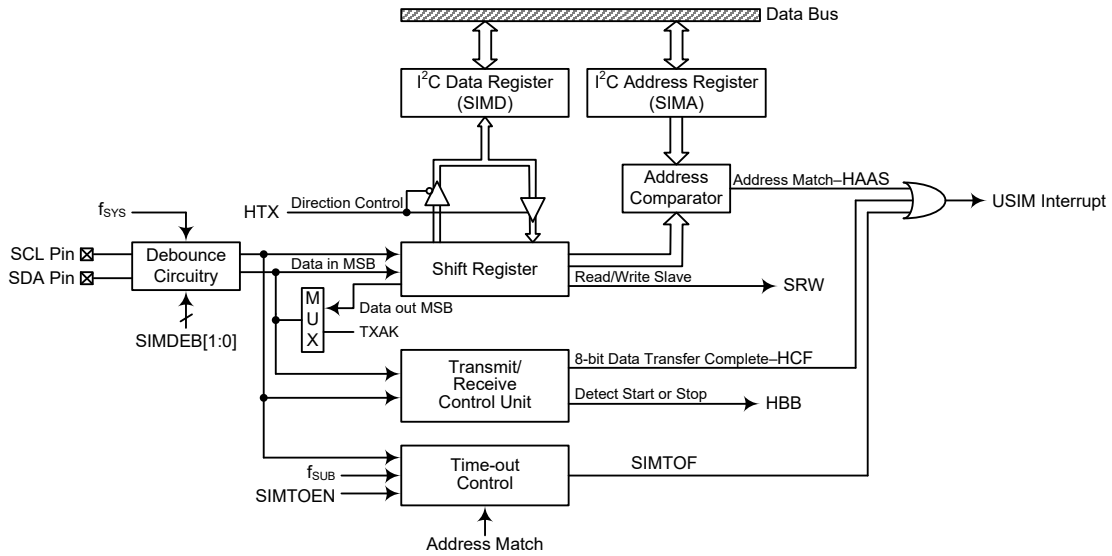 Data Bus
I²C Data Register
(SIMD)
I²C Address Register
(SIMA)
Address
Comparator
Address Match–HAAS
USIM Interrupt
HTX
Direction Control
fSYS
SCL Pin
SDA Pin
Debounce
Circuitry
SIMDEB[1:0]
Data in MSB
Shift Register
Read/Write Slave
SRW
M
U
X
Data out MSB
TXAK
Transmit/
Receive
Control Unit
8-bit Data Transfer Complete–HCF
Detect Start or Stop
HBB
fSUB
SIMTOEN
Time-out
Control
SIMTOF
Address Match